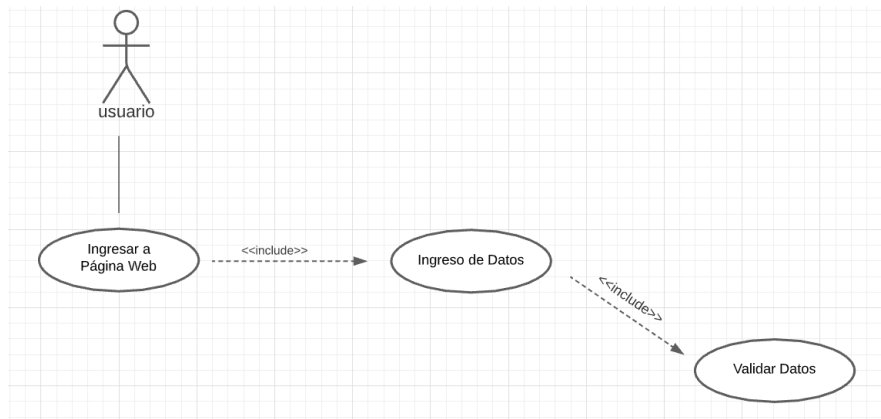 usuario
Ingresar a
Página Web
<<include>>
Ingreso de Datos
<<include>>
Validar Datos